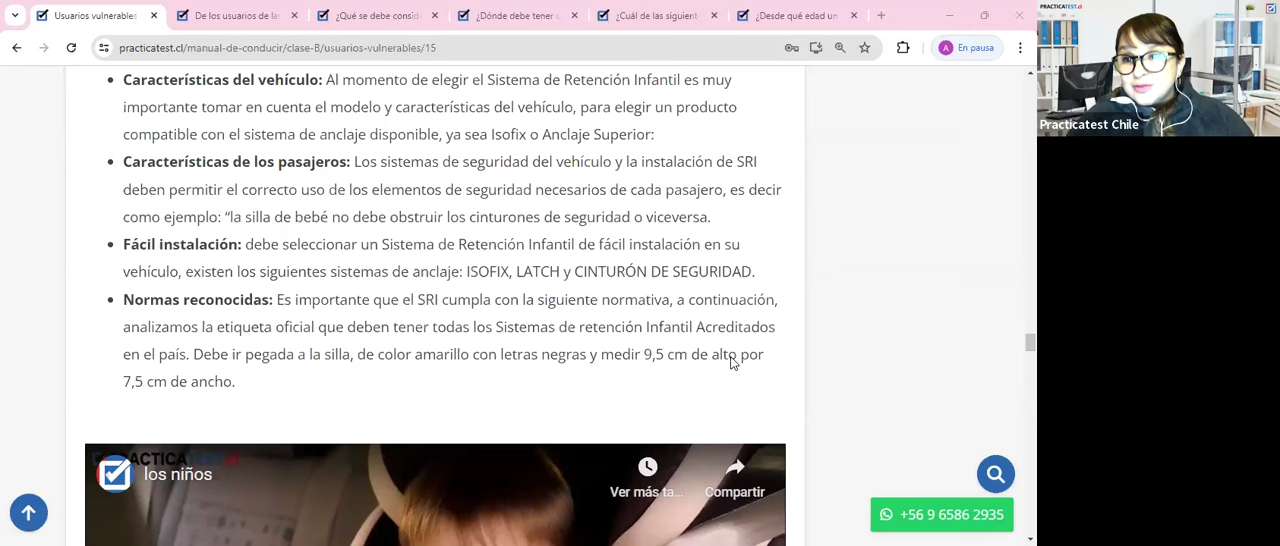 Usuarios vulnerables
De los usuarios de la
¿Qué se debe consid
¿Dónde debe tener
¿Cuál de las siguient
¿Desde qué edad un
practicatest.cl/manual-de-conducir/clase-B/usuarios-vulnerables/15
A En pausa
PRACTICATEST.cl
Practicatest Chile
• Características del vehículo: Al momento de elegir el Sistema de Retención Infantil es muy
importante tomar en cuenta el modelo y características del vehículo, para elegir un producto
compatible con el sistema de anclaje disponible, ya sea Isofix o Anclaje Superior:
• Características de los pasajeros: Los sistemas de seguridad del vehículo y la instalación de SRI
deben permitir el correcto uso de los elementos de seguridad necesarios de cada pasajero, es decir
como ejemplo: “la silla de bebé no debe obstruir los cinturones de seguridad o viceversa.
• Fácil instalación: debe seleccionar un Sistema de Retención Infantil de fácil instalación en su
vehículo, existen los siguientes sistemas de anclaje: ISOFIX, LATCH y CINTURÓN DE SEGURIDAD.
• Normas reconocidas: Es importante que el SRI cumpla con la siguiente normativa, a continuación,
analizamos la etiqueta oficial que deben tener todas los Sistemas de retención Infantil Acreditados
en el país. Debe ir pegada a la silla, de color amarillo con letras negras y medir 9,5 cm de alto por
7,5 cm de ancho.
PRACTICATEST.cl
los niños
Ver más ta...
Compartir
+56 9 6586 2935